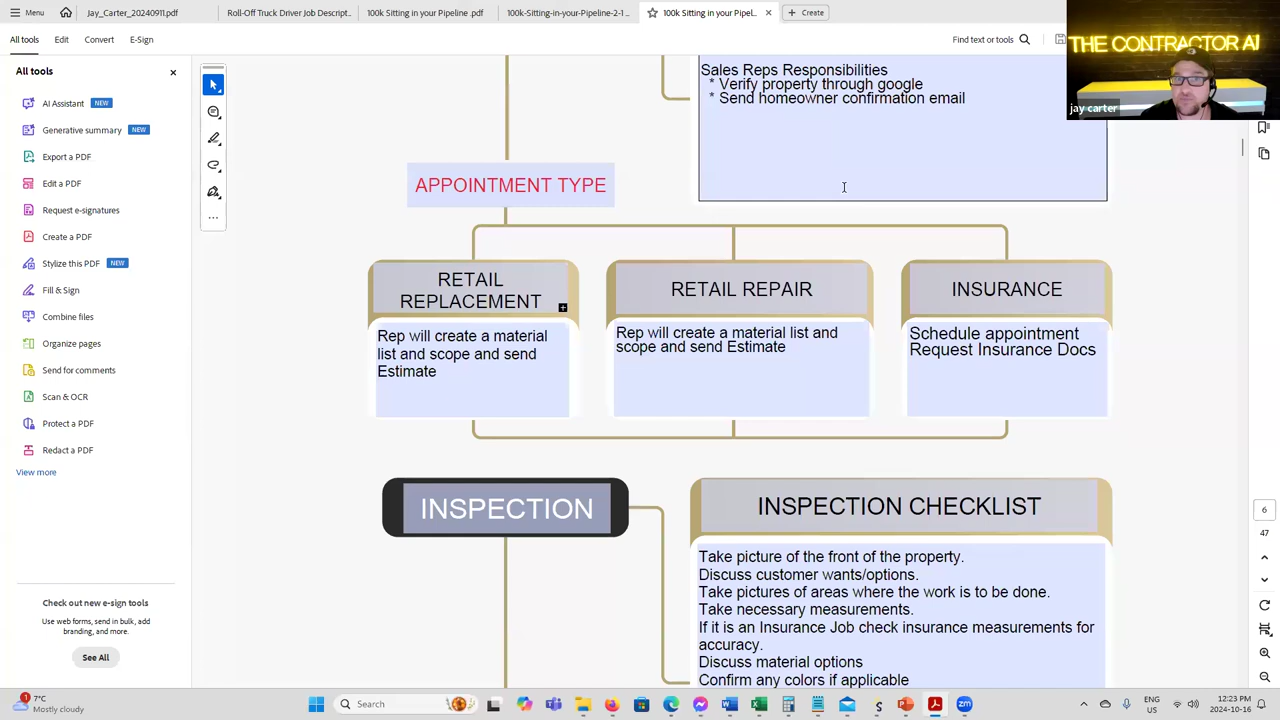 Menu
Jay_Carter_20240911.pdf
Roll-Off Truck Driver Job Descript...
100k Sitting in your Pipeline .pdf
100k-Sitting-in-your-Pipeline-2-1 ...
100k Sitting in your Pipel...
Create
All tools
Edit
Convert
E-Sign
Find text or tools
THE CONTRACTOR AI
jay carter
All tools
AI Assistant NEW
Generative summary NEW
Export a PDF
Edit a PDF
Request e-signatures
Create a PDF
Stylize this PDF NEW
Fill & Sign
Combine files
Organize pages
Send for comments
Scan & OCR
Protect a PDF
Redact a PDF
View more
Check out new e-sign tools
Use web forms, send in bulk, add
branding, and more.
See All
Sales Reps Responsibilities
* Verify property through google
* Send homeowner confirmation email
APPOINTMENT TYPE
RETAIL
REPLACEMENT
Rep will create a material
list and scope and send
Estimate
RETAIL REPAIR
Rep will create a material list and
scope and send Estimate
INSURANCE
Schedule appointment
Request Insurance Docs
INSPECTION
INSPECTION CHECKLIST
Take picture of the front of the property.
Discuss customer wants/options.
Take pictures of areas where the work is to be done.
Take necessary measurements.
If it is an Insurance Job check insurance measurements for
accuracy.
Discuss material options
Confirm any colors if applicable
6
47
1
7°C
Mostly cloudy
Search
ENG
US
12:23 PM
2024-10-16